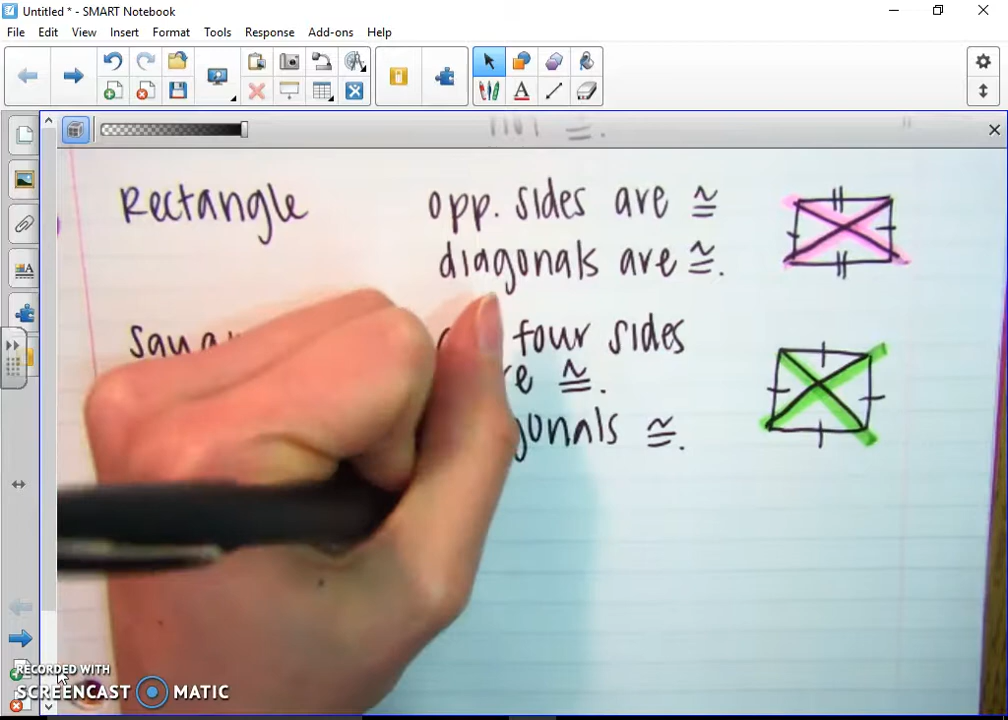 Untitled * - SMART Notebook
File Edit View Insert Format Tools Response Add-ons Help
Rectangle opp. sides are ≅
diagonals are ≅.
four sides
≅.
≅.
RECORDED WITH
SCREENCAST MATIC